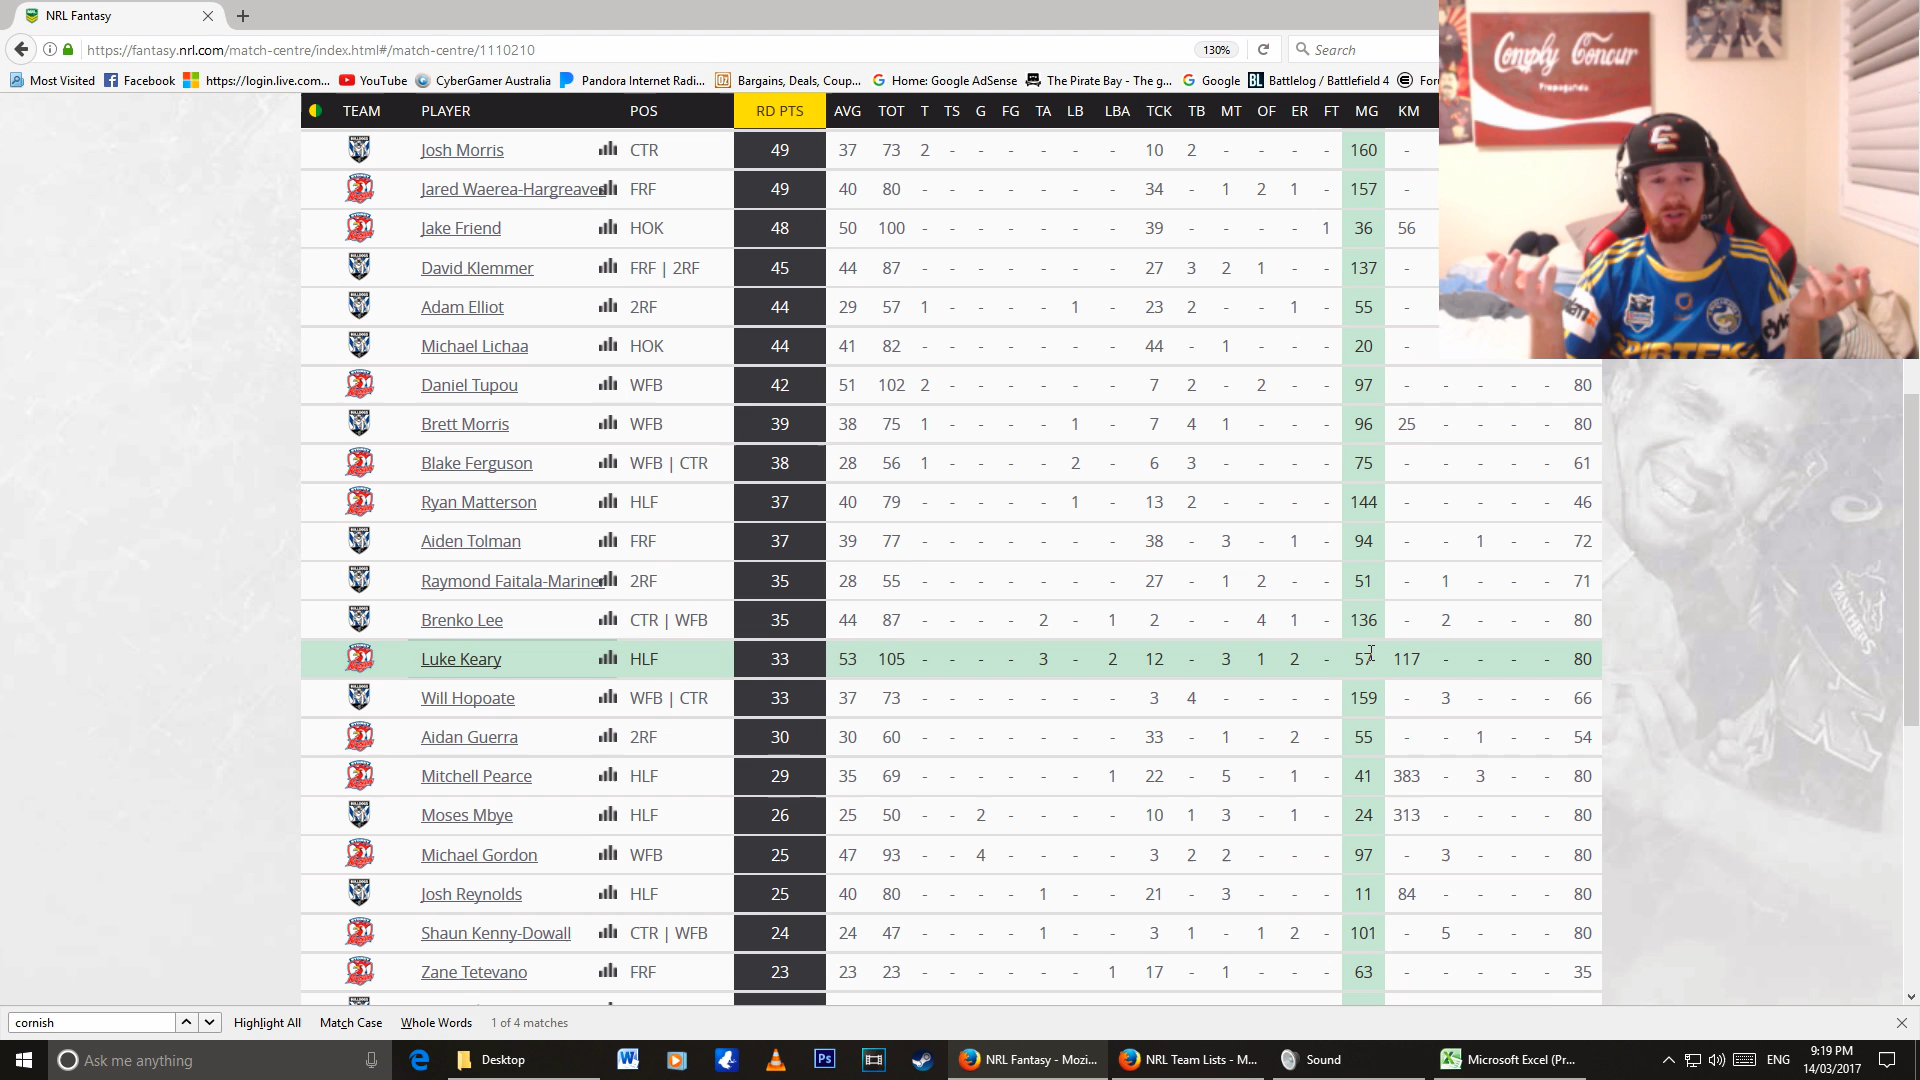 NRL Fantasy
https://fantasy.nrl.com/match-centre/index.html#/match-centre/1110210 130% Search
Most Visited Facebook https://login.live.com... YouTube CyberGamer Australia Pandora Internet Radi... Bargains, Deals, Coup... Home: Google AdSense The Pirate Bay - The g... Google Battlelog / Battlefield 4 For
TEAM PLAYER POS RD PTS AVG TOT T TS G FG TA LB LBA TCK TB MT OF ER FT MG KM
Josh Morris CTR 49 37 73 2 - - - - - - 10 2 - - - - 160 -
Jared Waerea-Hargreaves FRF 49 40 80 - - - - - - - 34 - 1 2 1 - 157 -
Jake Friend HOK 48 50 100 - - - - - - - 39 - - - - 1 36 56
David Klemmer FRF | 2RF 45 44 87 - - - - - - - 27 3 2 1 - - 137 -
Adam Elliot 2RF 44 29 57 1 - - - - 1 - 23 2 - - 1 - 55 -
Michael Lichaa HOK 44 41 82 - - - - - - - 44 - 1 - - - 20 -
Daniel Tupou WFB 42 51 102 2 - - - - - - 7 2 - 2 - - 97 - - - - - 80
Brett Morris WFB 39 38 75 1 - - - - 1 - 7 4 1 - - - 96 25 - - - - 80
Blake Ferguson WFB | CTR 38 28 56 1 - - - - 2 - 6 3 - - - - 75 - - - - - 61
Ryan Matterson HLF 37 40 79 - - - - - 1 - 13 2 - - - - 144 - - - - - 46
Aiden Tolman FRF 37 39 77 - - - - - - - 38 - 3 - 1 - 94 - - 1 - - 72
Raymond Faitala-Mariner 2RF 35 28 55 - - - - - - - 27 - 1 2 - - 51 - 1 - - - 71
Brenko Lee CTR | WFB 35 44 87 - - - - 2 - 1 2 - - 4 1 - 136 - 2 - - - 80
Luke Keary HLF 33 53 105 - - - - 3 - 2 12 - 3 1 2 - 57 117 - - - - 80
Will Hopoate WFB | CTR 33 37 73 - - - - - - - 3 4 - - - - 159 - 3 - - - 66
Aidan Guerra 2RF 30 30 60 - - - - - - - 33 - 1 - 2 - 55 - - 1 - - 54
Mitchell Pearce HLF 29 35 69 - - - - - - 1 22 - 5 - 1 - 41 383 - 3 - - 80
Moses Mbye HLF 26 25 50 - - 2 - - - - 10 1 3 - 1 - 24 313 - - - - 80
Michael Gordon WFB 25 47 93 - - 4 - - - - 3 2 2 - - - 97 - 3 - - - 80
Josh Reynolds HLF 25 40 80 - - - - 1 - - 21 - 3 - - - 11 84 - - - - 80
Shaun Kenny-Dowall CTR | WFB 24 24 47 - - - - 1 - - 3 1 - 1 2 - 101 - 5 - - - 80
Zane Tetevano FRF 23 23 23 - - - - - - 1 17 - 1 - - - 63 - - - - - 35
Comply Concur
Propaganda
PANTHERS
cornish Highlight All Match Case Whole Words 1 of 4 matches
Ask me anything Desktop NRL Fantasy - Mozi... NRL Team Lists - M... Sound Microsoft Excel (Pr... ENG 9:19 PM
14/03/2017